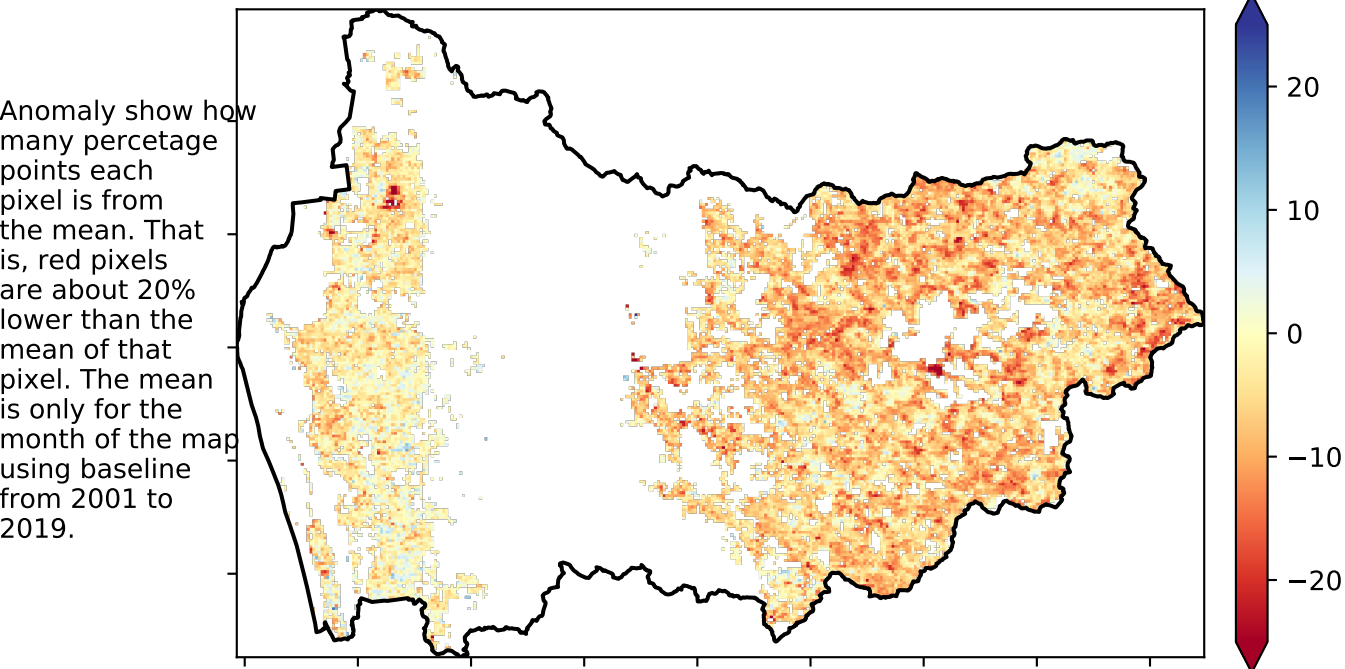 Anomaly show how
many percetage
points each
pixel is from
the mean. That
is, red pixels
are about 20%
lower than the
mean of that
pixel. The mean
is only for the
month of the map
using baseline
from 2001 to
2019.
20
10
0
−10
−20